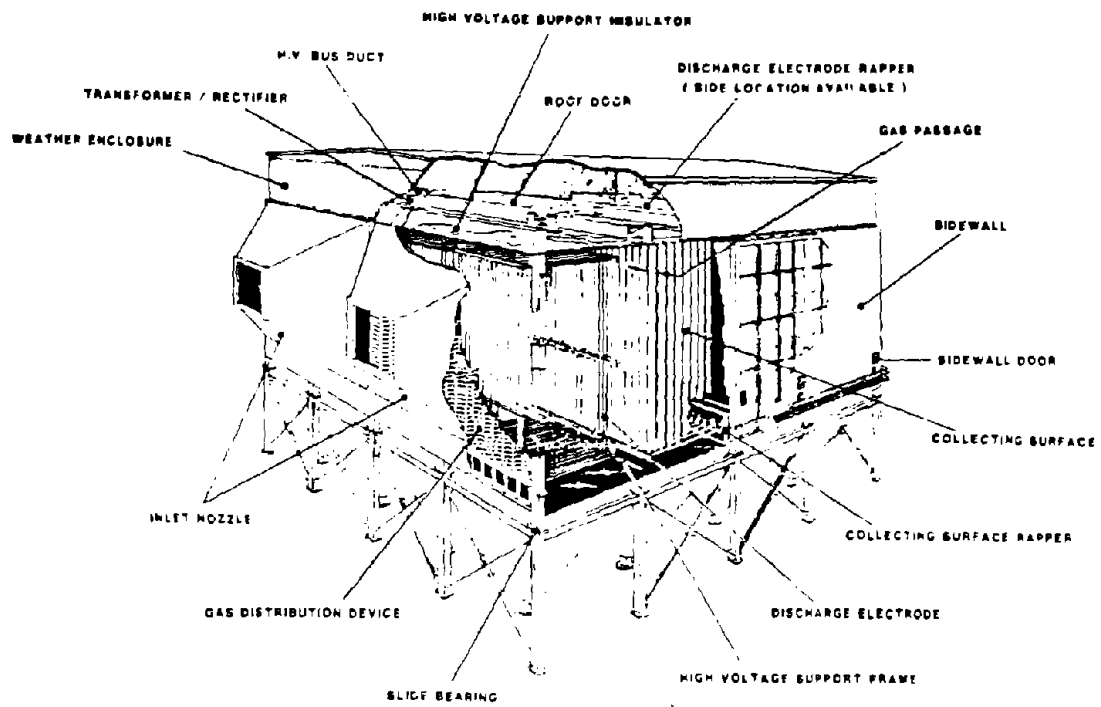 HIGH VOLTAGE SUPPORT INSULATOR
H.V. BUS DUCT
DISCHARGE ELECTRODE RAPPER
( SIDE LOCATION AVAILABLE )
TRANSFORMER / RECTIFIER
ROOF DOOR
GAS PASSAGE
WEATHER ENCLOSURE
SIDEWALL
SIDEWALL DOOR
COLLECTING SURFACE
INLET NOZZLE
COLLECTING SURFACE RAPPER
GAS DISTRIBUTION DEVICE
DISCHARGE ELECTRODE
HIGH VOLTAGE SUPPORT FRAME
SLIDE BEARING